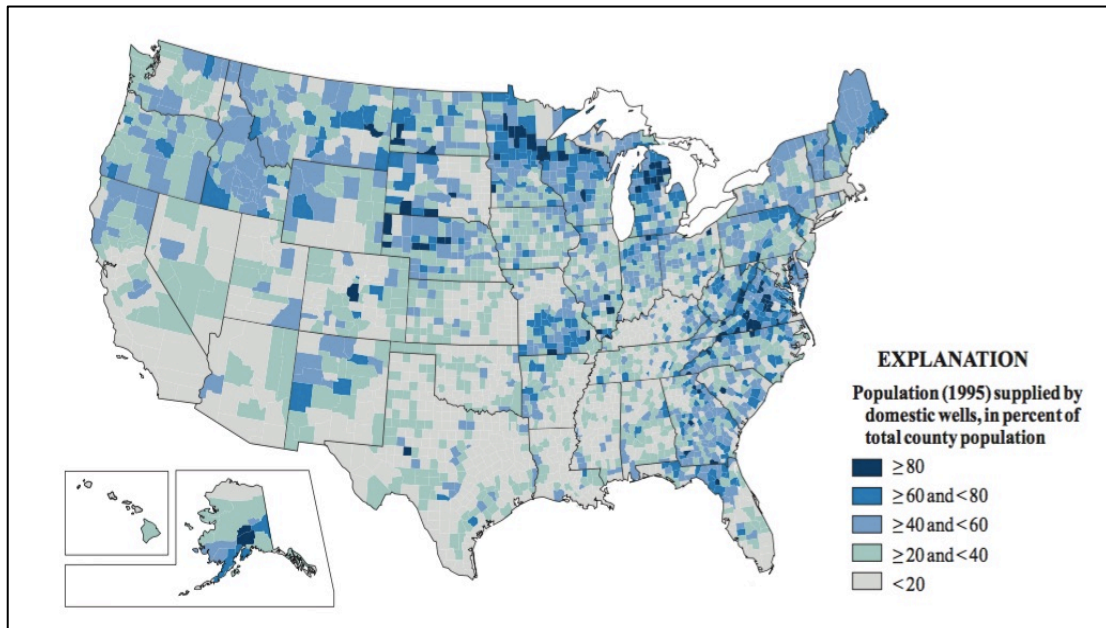 EXPLANATION
Population (1995) supplied by
domestic wells, in percent of
total county population
≥80
≥60 and <80
≥40 and <60
≥20 and <40
<20